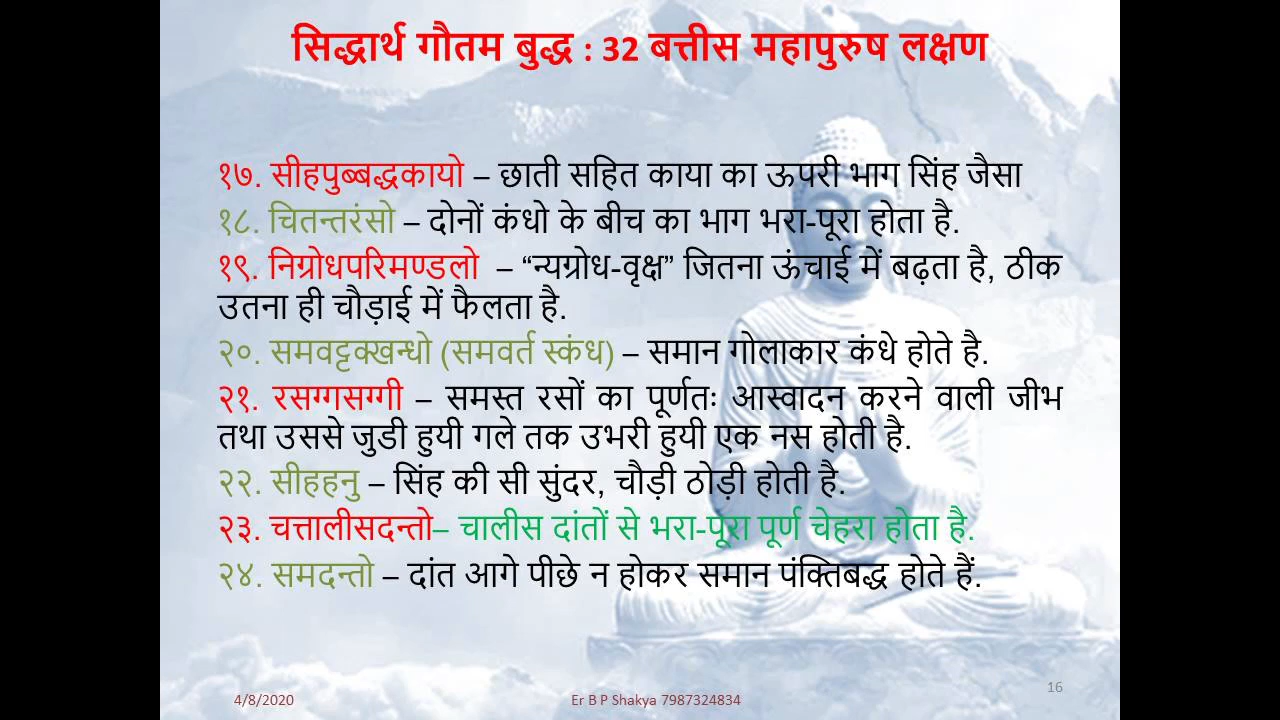 सिद्धार्थ गौतम बुद्ध : 32 बत्तीस महापुरुष लक्षण
१७. सीहपुब्बद्धकायो – छाती सहित काया का ऊपरी भाग सिंह जैसा
१८. चितन्तरंसो – दोनों कंधो के बीच का भाग भरा-पूरा होता है.
१९. निग्रोधपरिमण्डलो – “न्यग्रोध-वृक्ष” जितना ऊंचाई में बढ़ता है, ठीक
उतना ही चौड़ाई में फैलता है.
२०. समवट्टक्खन्धो (समवर्त स्कंध) – समान गोलाकार कंधे होते है.
२१. रसग्गसग्गी – समस्त रसों का पूर्णतः आस्वादन करने वाली जीभ
तथा उससे जुडी हुयी गले तक उभरी हुयी एक नस होती है.
२२. सीहहनु – सिंह की सी सुंदर, चौड़ी ठोड़ी होती है.
२३. चत्तालीसदन्तो– चालीस दांतों से भरा-पूरा पूर्ण चेहरा होता है.
२४. समदन्तो – दांत आगे पीछे न होकर समान पंक्तिबद्ध होते हैं.
4/8/2020 Er B P Shakya 7987324834 16